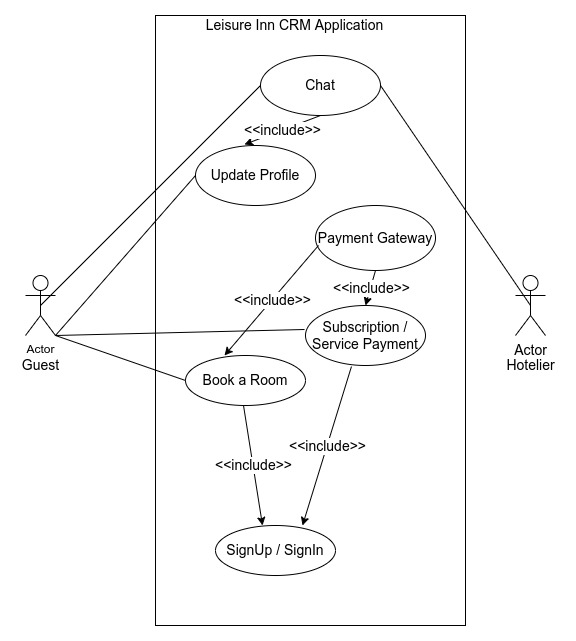 Leisure Inn CRM Application
Chat
<<include>>
Update Profile
Payment Gateway
<<include>>
<<include>>
Subscription /
Service Payment
Actor
Guest
Actor
Hotelier
Book a Room
<<include>>
<<include>>
SignUp / SignIn